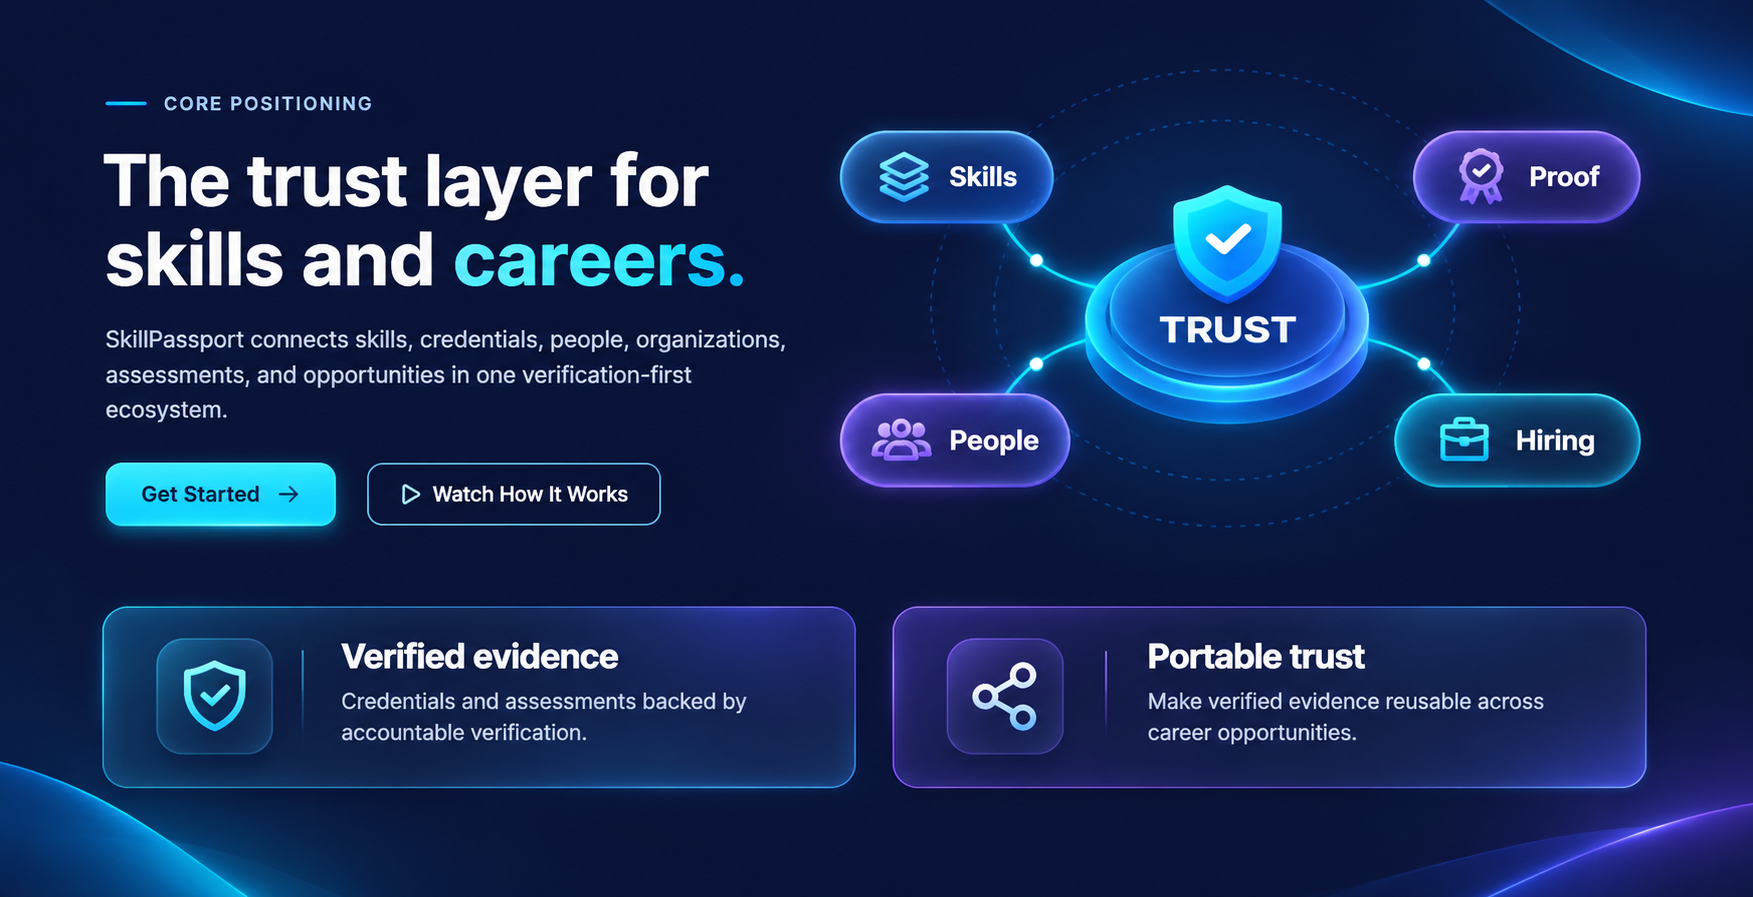 CORE POSITIONING
The trust layer for
skills and careers.
SkillPassport connects skills, credentials, people, organizations,
assessments, and opportunities in one verification-first
ecosystem.
Get Started
Watch How It Works
Skills
Proof
TRUST
People
Hiring
Verified evidence
Credentials and assessments backed by
accountable verification.
Portable trust
Make verified evidence reusable across
career opportunities.